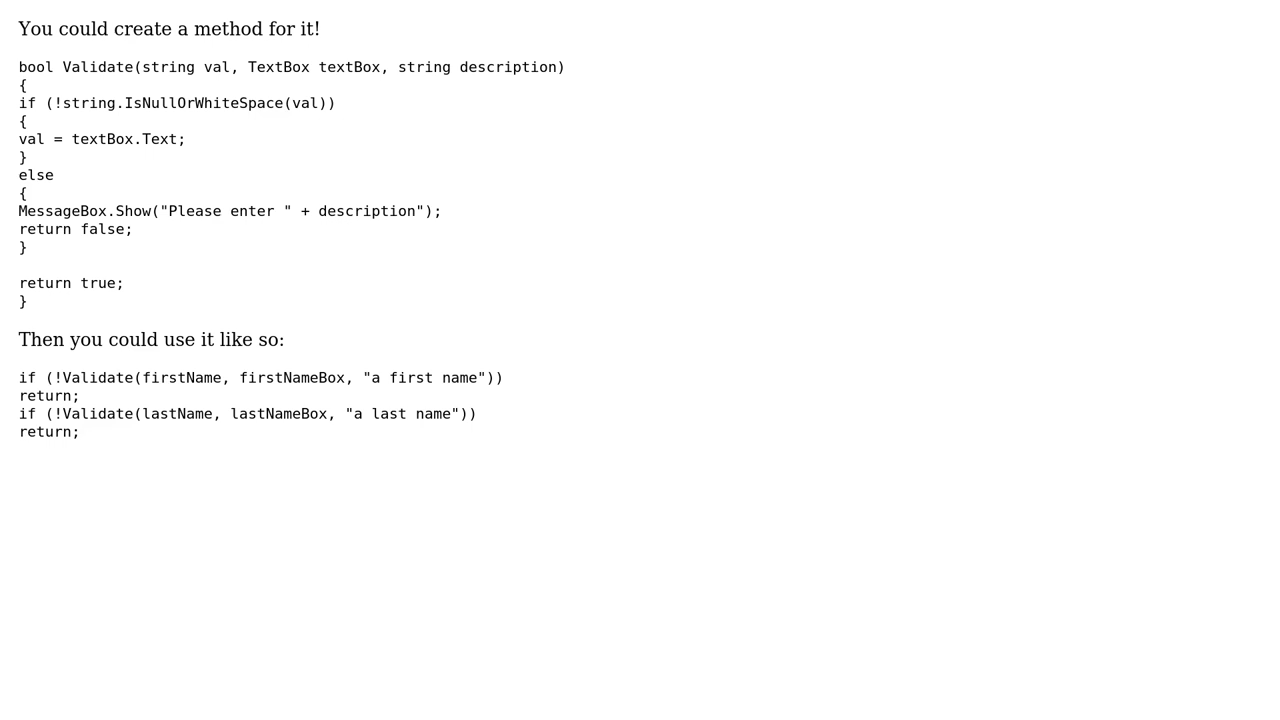 You could create a method for it!
bool Validate(string val, TextBox textBox, string description)
{
if (!string.IsNullOrWhiteSpace(val))
{
val = textBox.Text;
}
else
{
MessageBox.Show("Please enter " + description");
return false;
}
return true;
}
Then you could use it like so:
if (!Validate(firstName, firstNameBox, "a first name"))
return;
if (!Validate(lastName, lastNameBox, "a last name"))
return;